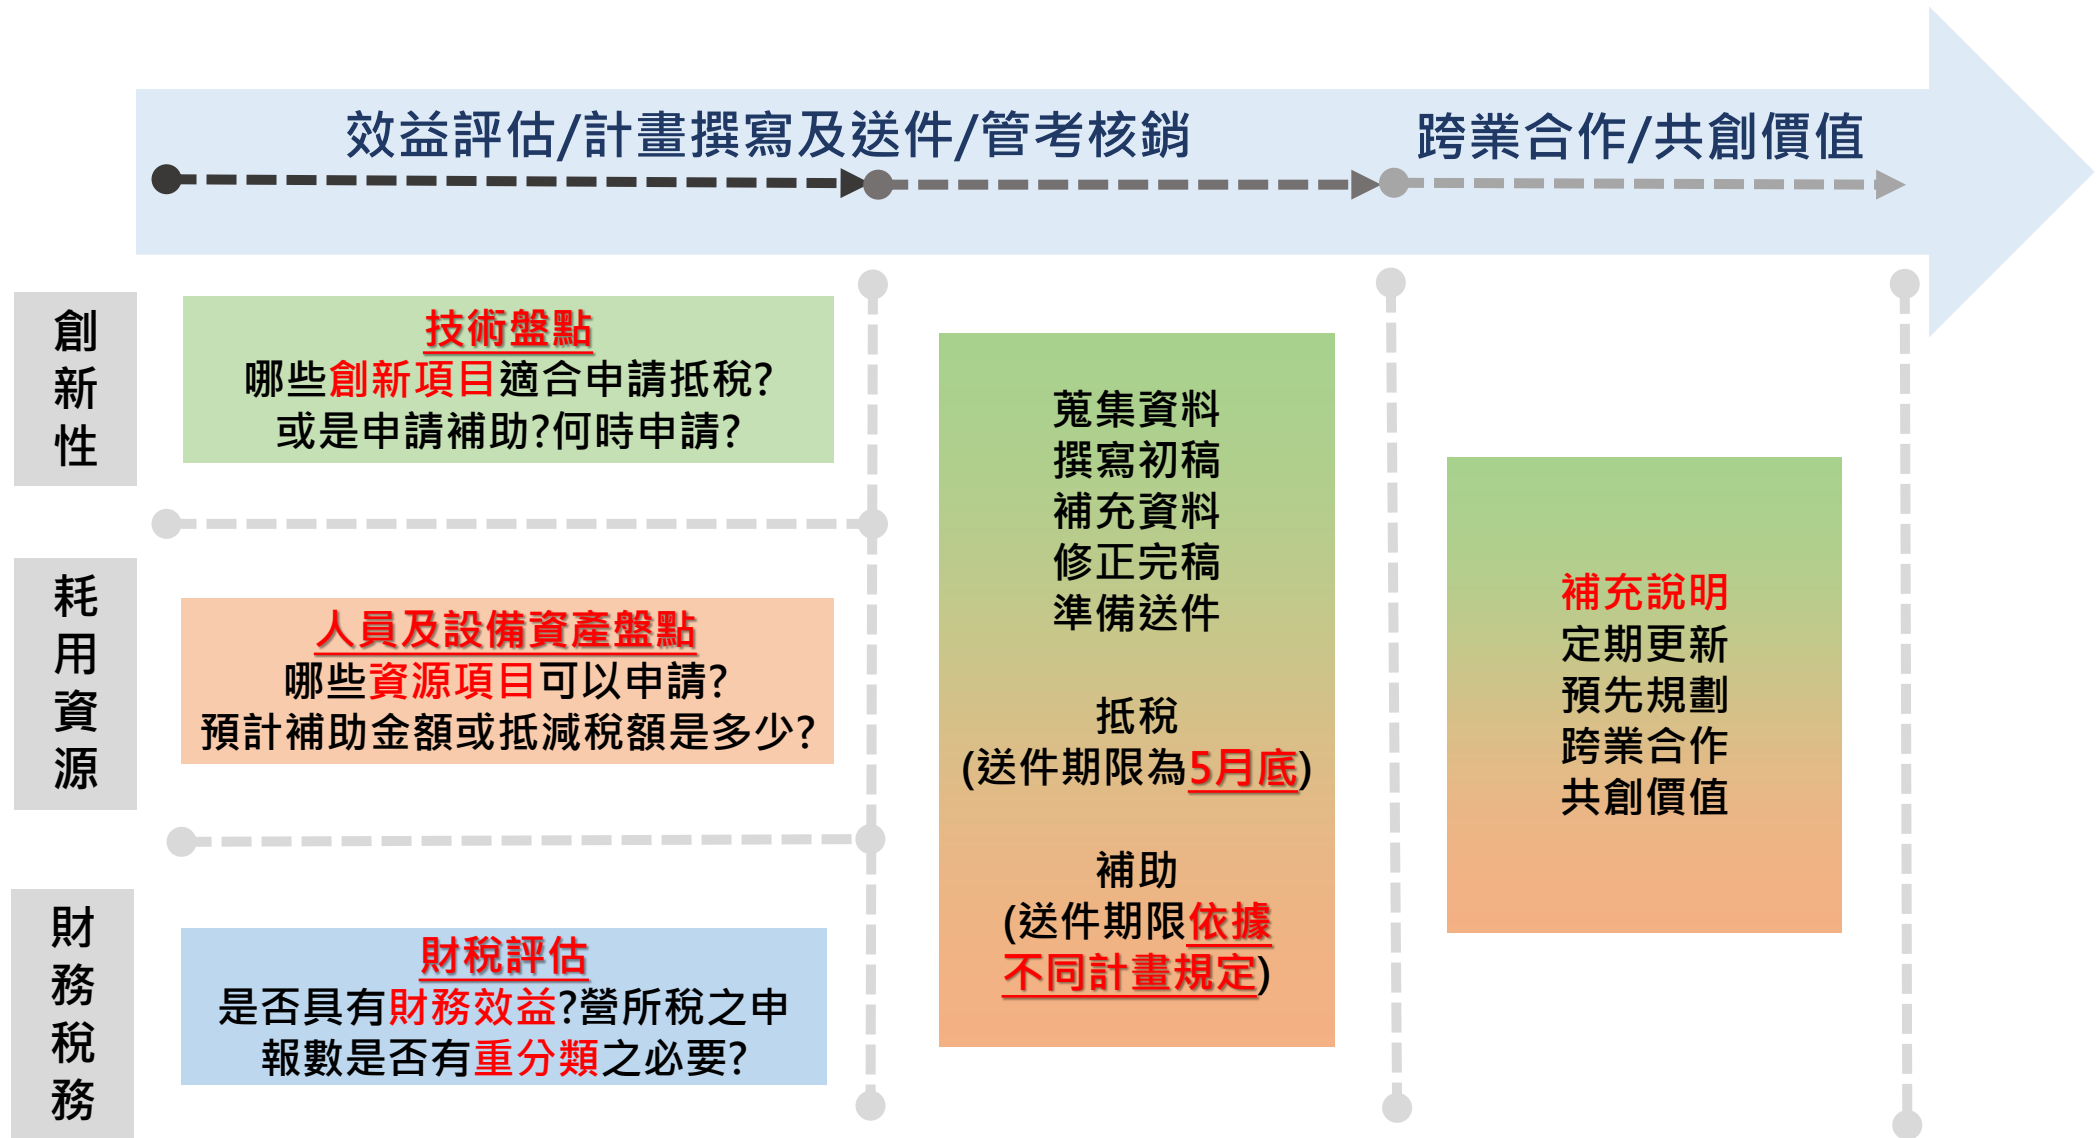 效益評估/計畫撰寫及送件/管考核銷
跨業合作/共創價值
創新性
技術盤點
哪些創新項目適合申請抵稅?
或是申請補助?何時申請?
耗用資源
人員及設備資產盤點
哪些資源項目可以申請?
預計補助金額或抵減稅額是多少?
財務稅務
財稅評估
是否具有財務效益?營所稅之申
報數是否有重分類之必要?
蒐集資料
撰寫初稿
補充資料
修正完稿
準備送件
抵稅
(送件期限為5月底)
補助
(送件期限依據
不同計畫規定)
補充說明
定期更新
預先規劃
跨業合作
共創價值